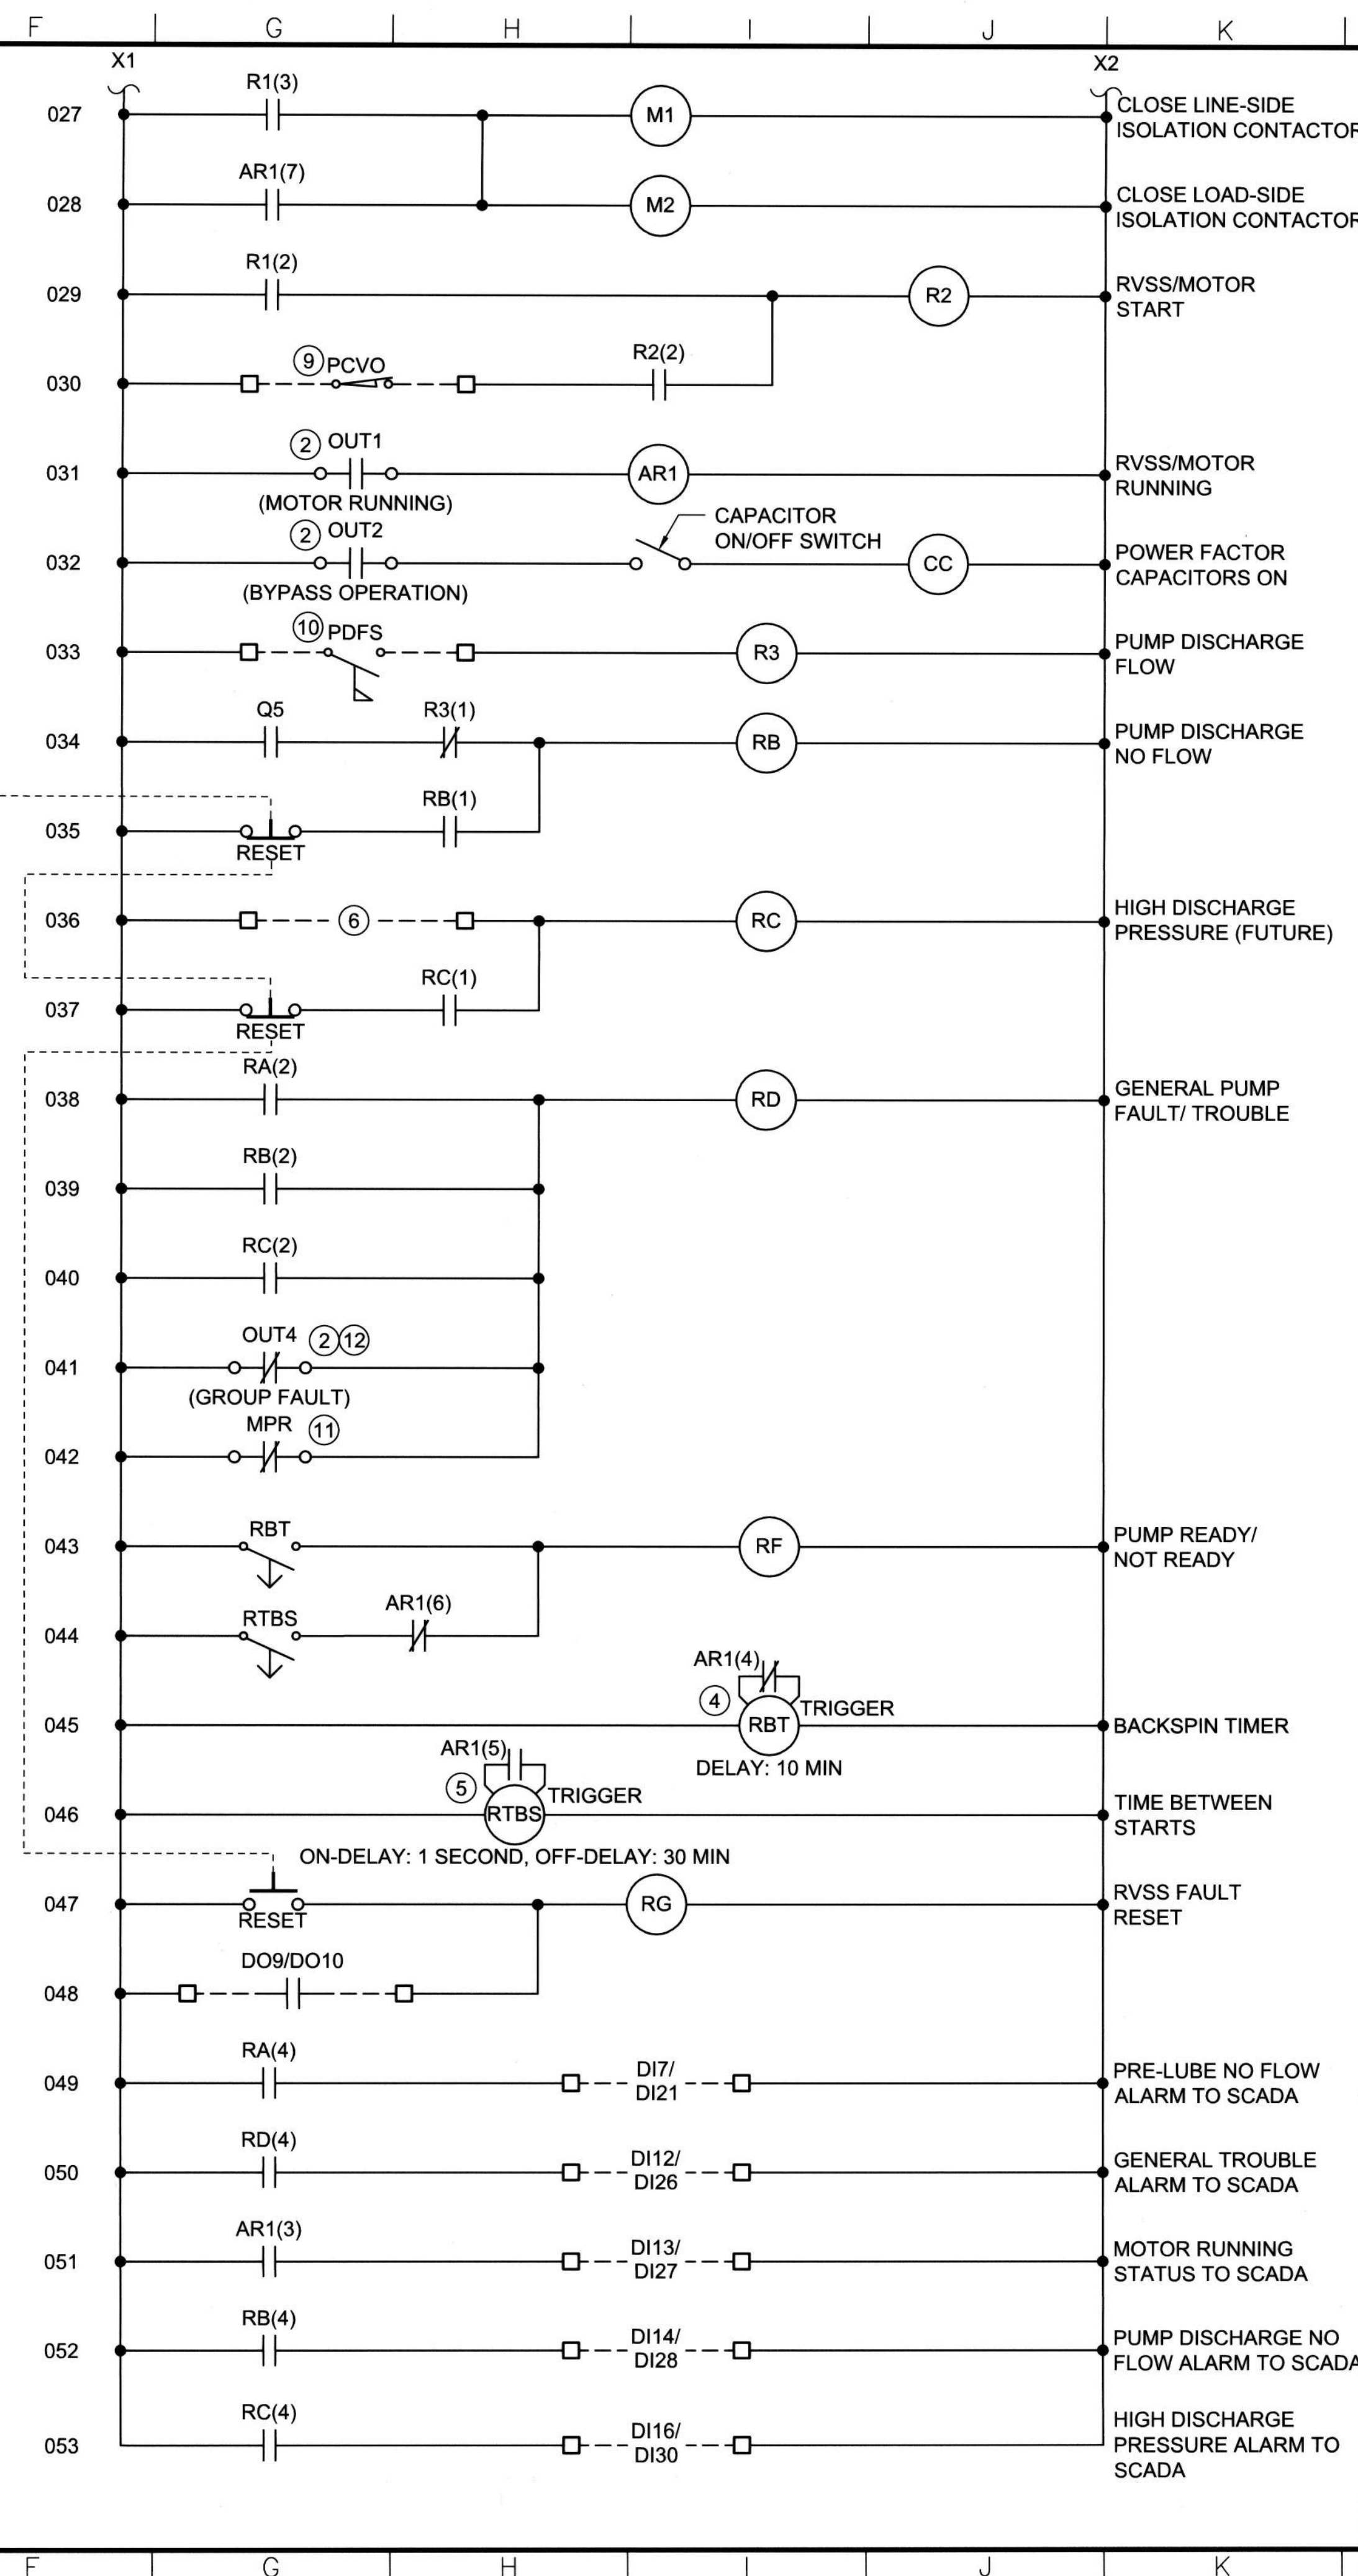 F G H I J K
X1 X2
R1(3)
027 M1 CLOSE LINE-SIDE
ISOLATION CONTACTOR
AR1(7)
028 M2 CLOSE LOAD-SIDE
ISOLATION CONTACTOR
R1(2)
029 R2 RVSS/MOTOR
START
9 PCVO R2(2)
030
2 OUT1
031 AR1 RVSS/MOTOR
RUNNING
(MOTOR RUNNING)
CAPACITOR
ON/OFF SWITCH
2 OUT2
032 CC POWER FACTOR
CAPACITORS ON
(BYPASS OPERATION)
10 PDFS
033 R3 PUMP DISCHARGE
FLOW
Q5 R3(1)
034 RB PUMP DISCHARGE
NO FLOW
RB(1)
035
RESET
036 6 RC HIGH DISCHARGE
PRESSURE (FUTURE)
RC(1)
037
RESET
RA(2)
038 RD GENERAL PUMP
FAULT/ TROUBLE
RB(2)
039
RC(2)
040
OUT4 2 12
041
(GROUP FAULT)
MPR 11
042
RBT
043 RF PUMP READY/
NOT READY
RTBS AR1(6)
044
AR1(4)
4 TRIGGER
045 RBT BACKSPIN TIMER
DELAY: 10 MIN
AR1(5)
5 TRIGGER
046 RTBS TIME BETWEEN
STARTS
ON-DELAY: 1 SECOND, OFF-DELAY: 30 MIN
047 RG RVSS FAULT
RESET
RESET
DO9/DO10
048
RA(4)
049 DI7/
DI21
PRE-LUBE NO FLOW
ALARM TO SCADA
RD(4)
050 DI12/
DI26
GENERAL TROUBLE
ALARM TO SCADA
AR1(3)
051 DI13/
DI27
MOTOR RUNNING
STATUS TO SCADA
RB(4)
052 DI14/
DI28
PUMP DISCHARGE NO
FLOW ALARM TO SCADA
RC(4)
053 DI16/
DI30
HIGH DISCHARGE
PRESSURE ALARM TO
SCADA
F G H I J K